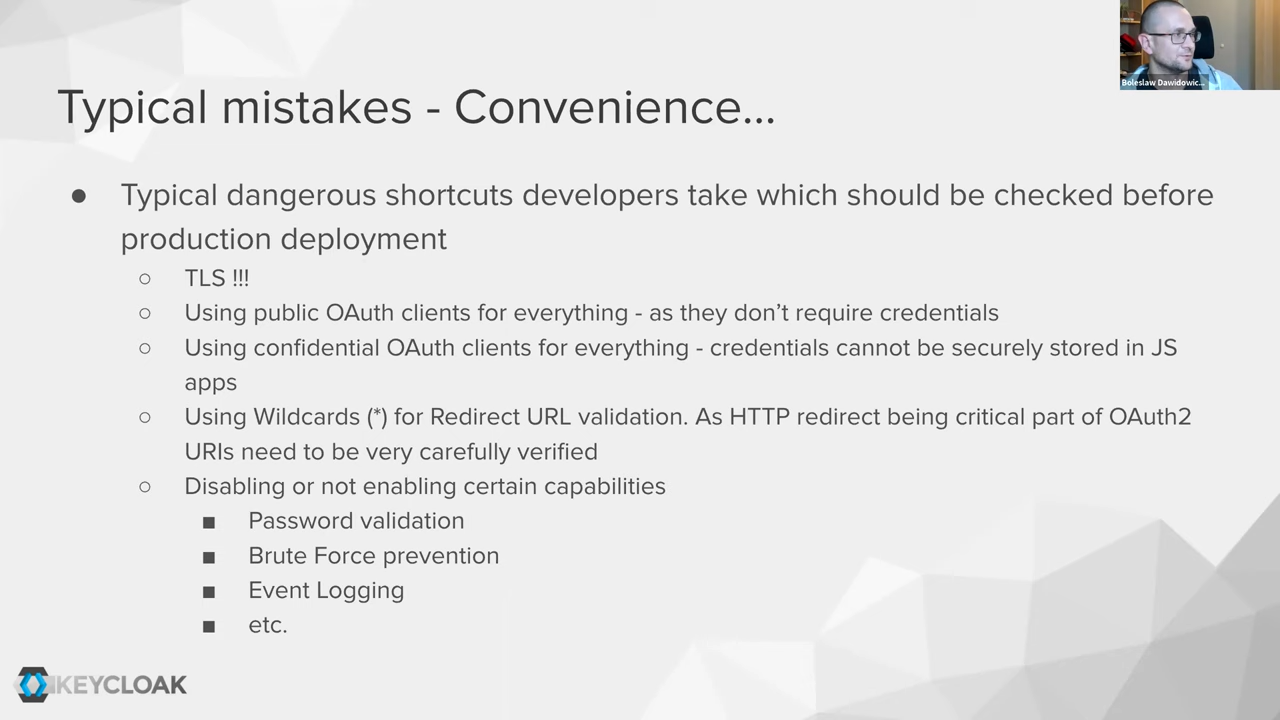 Boleslaw Dawidowic...
Typical mistakes - Convenience...
● Typical dangerous shortcuts developers take which should be checked before
production deployment
○ TLS !!!
○ Using public OAuth clients for everything - as they don’t require credentials
○ Using confidential OAuth clients for everything - credentials cannot be securely stored in JS
apps
○ Using Wildcards (*) for Redirect URL validation. As HTTP redirect being critical part of OAuth2
URIs need to be very carefully verified
○ Disabling or not enabling certain capabilities
■ Password validation
■ Brute Force prevention
■ Event Logging
■ etc.
KEYCLOAK